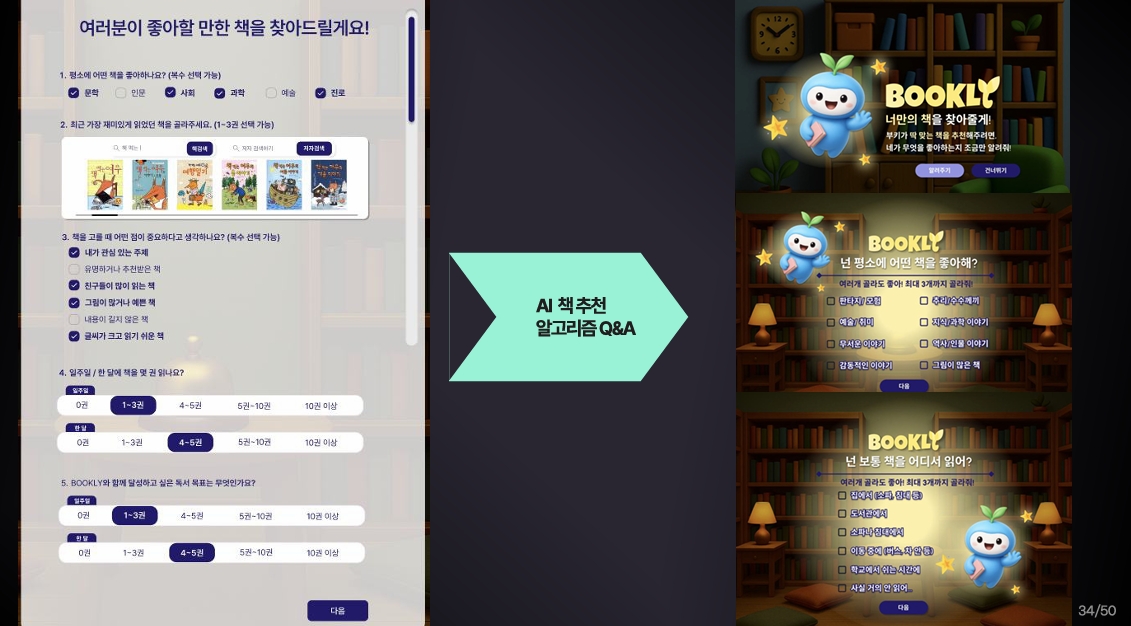 여러분이 좋아할 만한 책을 찾아드릴게요!
1. 평소에 어떤 책을 좋아하나요? (복수 선택 가능)
문학 인문 사회 과학 예술 진로
2. 최근 가장 재미있게 읽었던 책을 골라주세요. (1~3권 선택 가능)
책 먹는 책검색 저자 검색하기 저자검색
3. 책을 고를 때 어떤 점이 중요하다고 생각하나요? (복수 선택 가능)
내가 관심 있는 주제
유명하거나 추천받은 책
친구들이 많이 읽는 책
그림이 많거나 예쁜 책
내용이 길지 않은 책
글씨가 크고 읽기 쉬운 책
4. 일주일 / 한 달에 책을 몇 권 읽나요?
일주일
0권 1~3권 4~5권 5권~10권 10권 이상
한 달
0권 1~3권 4~5권 5권~10권 10권 이상
5. BOOKLY와 함께 달성하고 싶은 독서 목표는 무엇인가요?
일주일
0권 1~3권 4~5권 5권~10권 10권 이상
한 달
0권 1~3권 4~5권 5권~10권 10권 이상
다음
AI 책 추천
알고리즘 Q&A
BOOKLY
너만의 책을 찾아줄게!
부키가 딱 맞는 책을 추천해주려면,
네가 무엇을 좋아하는지 조금만 알려줘!
알려주기 건너뛰기
BOOKLY
넌 평소에 어떤 책을 좋아해?
여러개 골라도 좋아! 최대 3개까지 골라줘!
판타지/ 모험 추리/수수께끼
예술/ 취미 지식/과학 이야기
무서운 이야기 역사/인물 이야기
감동적인 이야기 그림이 많은 책
다음
BOOKLY
넌 보통 책을 어디서 읽어?
여러개 골라도 좋아! 최대 3개까지 골라줘!
집에서 (소파, 침대 등)
도서관에서
소파나 침대에서
이동 중에 (버스, 차 안 등)
학교에서 쉬는 시간에
사실 거의 안 읽어..
다음
34/50